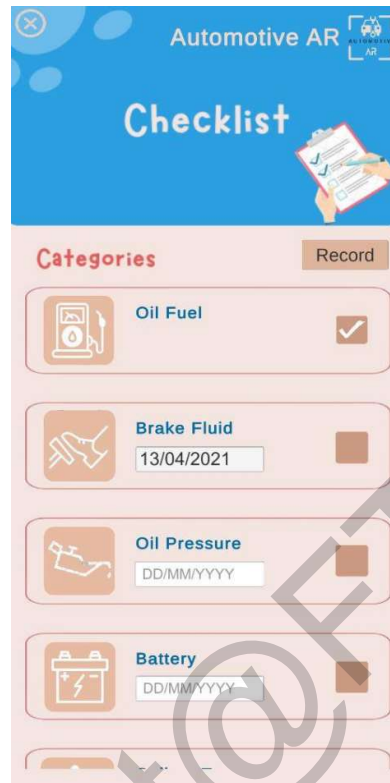 Automotive AR
AUTOMOTIVE
AR
Checklist
Categories
Record
Oil Fuel
Brake Fluid
13/04/2021
Oil Pressure
DD/MM/YYYY
Battery
DD/MM/YYYY